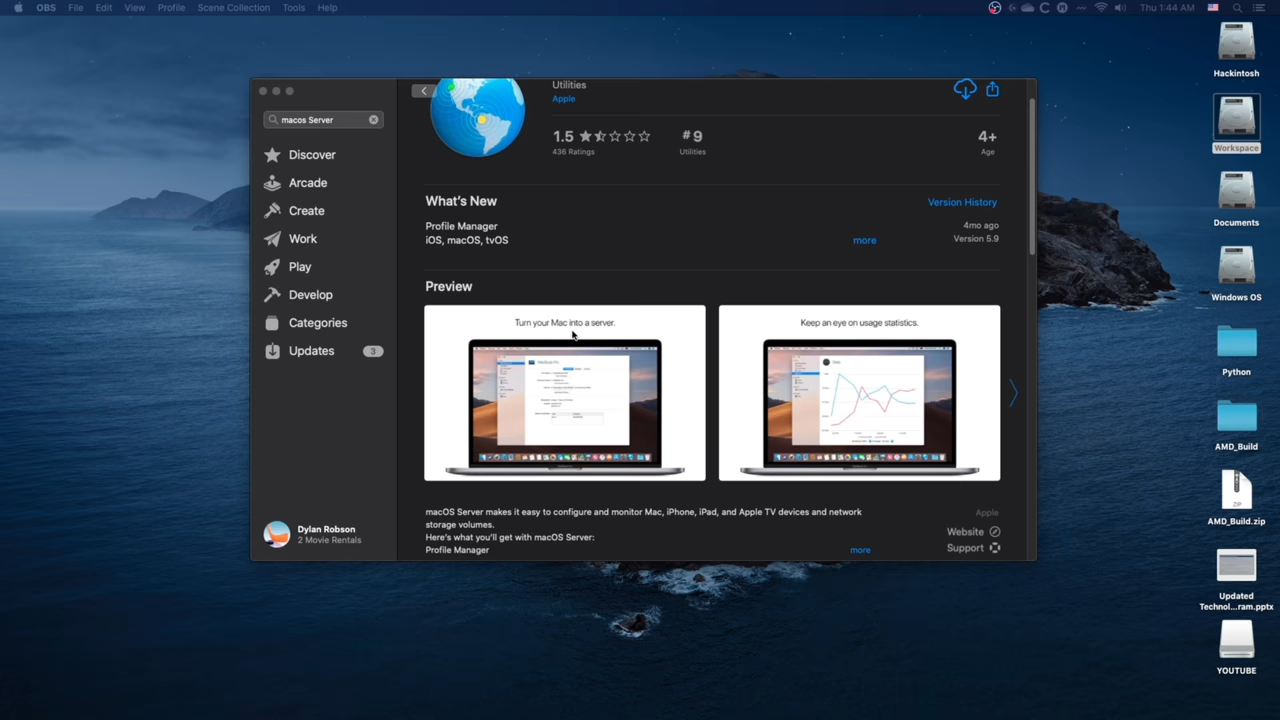 OBS File Edit View Profile Scene Collection Tools Help Thu 1:44 AM
macos Server
Discover
Arcade
Create
Work
Play
Develop
Categories
Updates 3
Dylan Robson
2 Movie Rentals
Utilities
Apple
1.5
436 Ratings
#9
Utilities
4+
Age
What's New
Version History
Profile Manager
iOS, macOS, tvOS
more
4mo ago
Version 5.9
Preview
Turn your Mac into a server.
Keep an eye on usage statistics.
macOS Server makes it easy to configure and monitor Mac, iPhone, iPad, and Apple TV devices and network
storage volumes.
Here's what you'll get with macOS Server:
Profile Manager
more
Apple
Website
Support
Hackintosh
Workspace
Documents
Windows OS
Python
AMD_Build
ZIP
AMD_Build.zip
Updated
Technol...ram.pptx
YOUTUBE